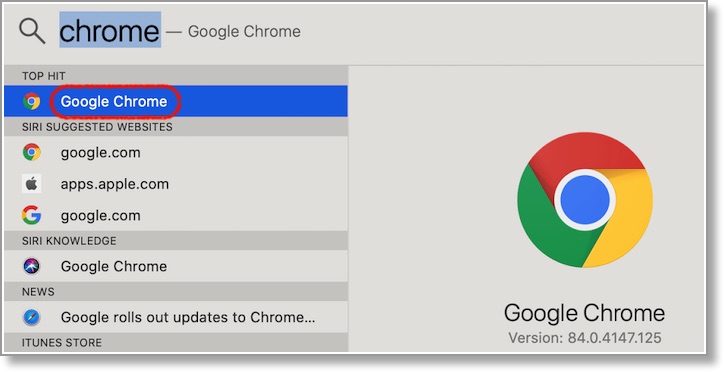 chrome — Google Chrome
TOP HIT
Google Chrome
SIRI SUGGESTED WEBSITES
google.com
apps.apple.com
google.com
SIRI KNOWLEDGE
Google Chrome
NEWS
Google rolls out updates to Chrome...
ITUNES STORE
Google Chrome
Version: 84.0.4147.125